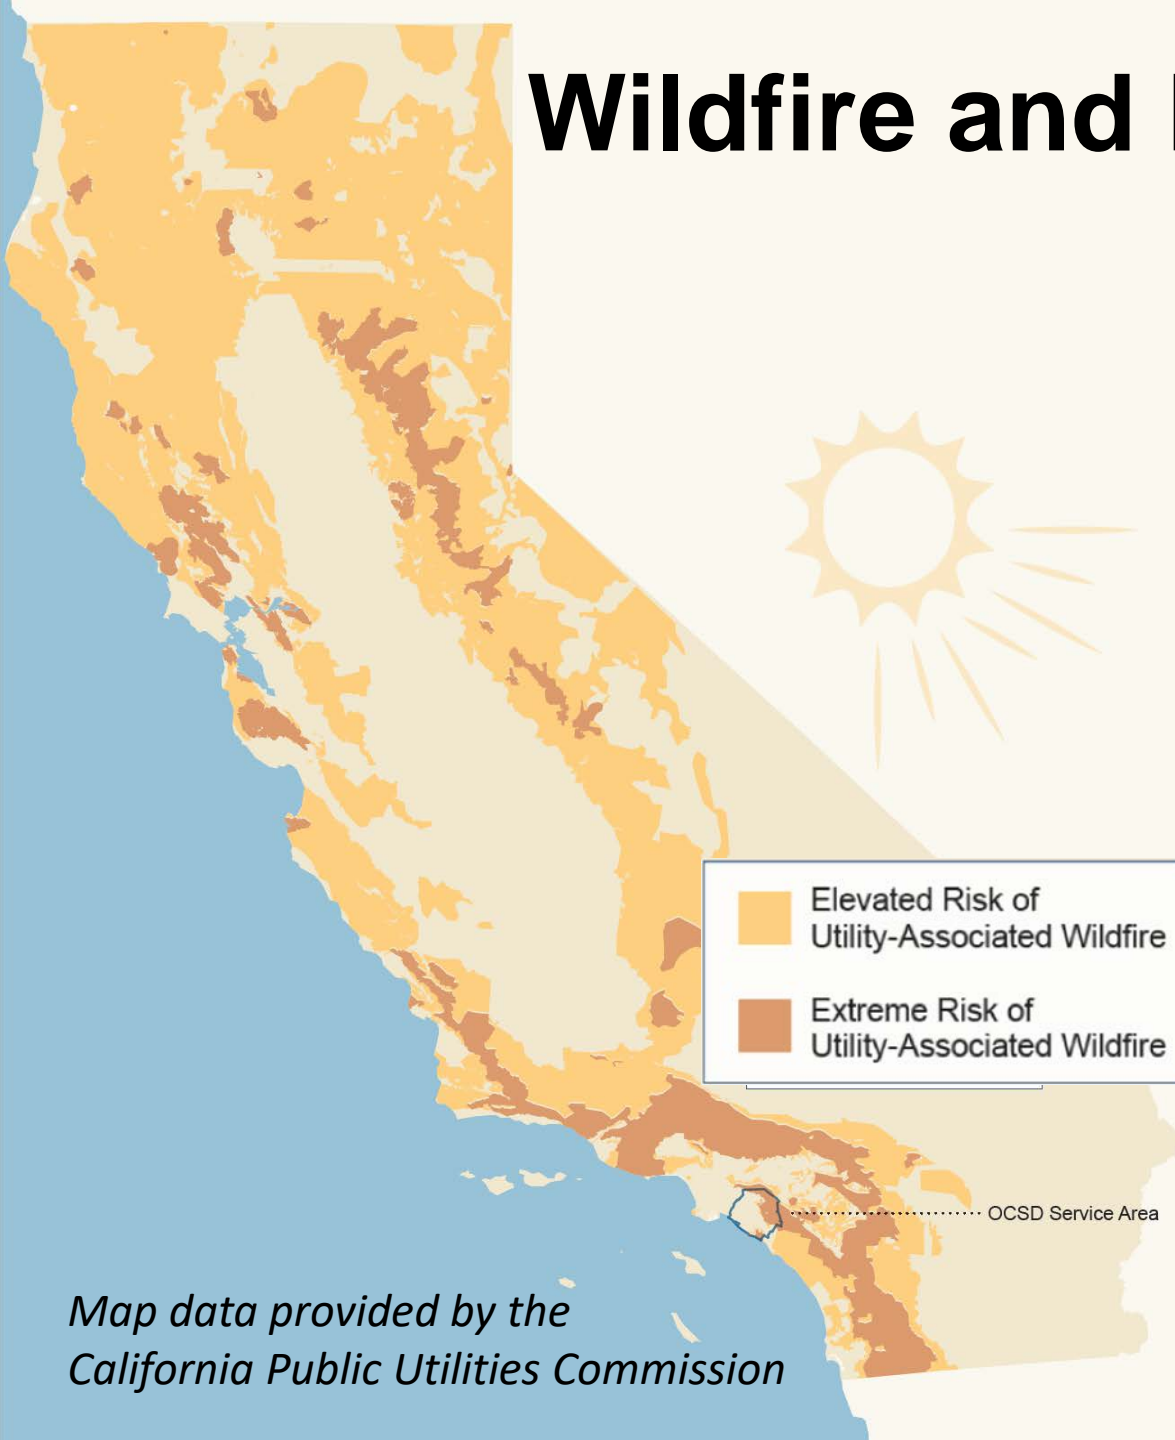 Wildfire and
Elevated Risk of
Utility-Associated Wildfire
Extreme Risk of
Utility-Associated Wildfire
OCSD Service Area
Map data provided by the
California Public Utilities Commission